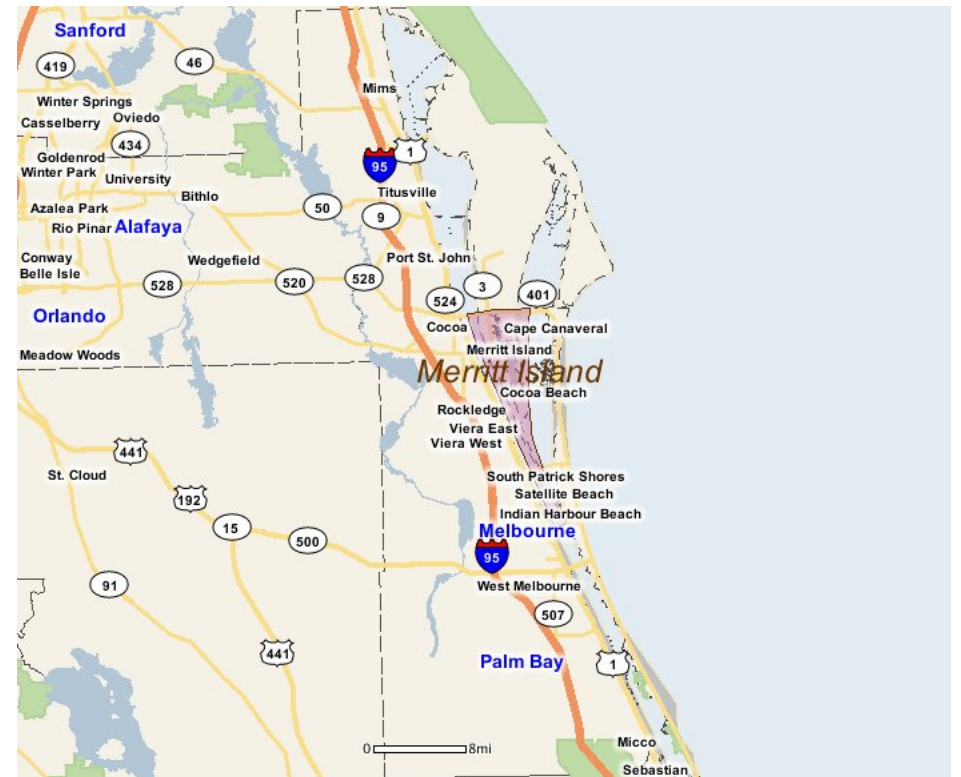 Sanford
419
46
Mims
Winter Springs
Casselberry
Oviedo
434
1
95
Goldenrod
Winter Park
University
Titusville
Bithlo
50
9
Azalea Park
Rio Pinar
Alafaya
Conway
Belle Isle
Wedgefield
Port St. John
528
520
528
3
401
524
Orlando
Cocoa
Cape Canaveral
Meadow Woods
Merritt Island
Merritt Island
Cocoa Beach
Rockledge
Viera East
Viera West
441
St. Cloud
South Patrick Shores
192
Satellite Beach
Indian Harbour Beach
15
500
Melbourne
95
91
West Melbourne
507
441
Palm Bay
1
0 8mi
Micco
Sebastian